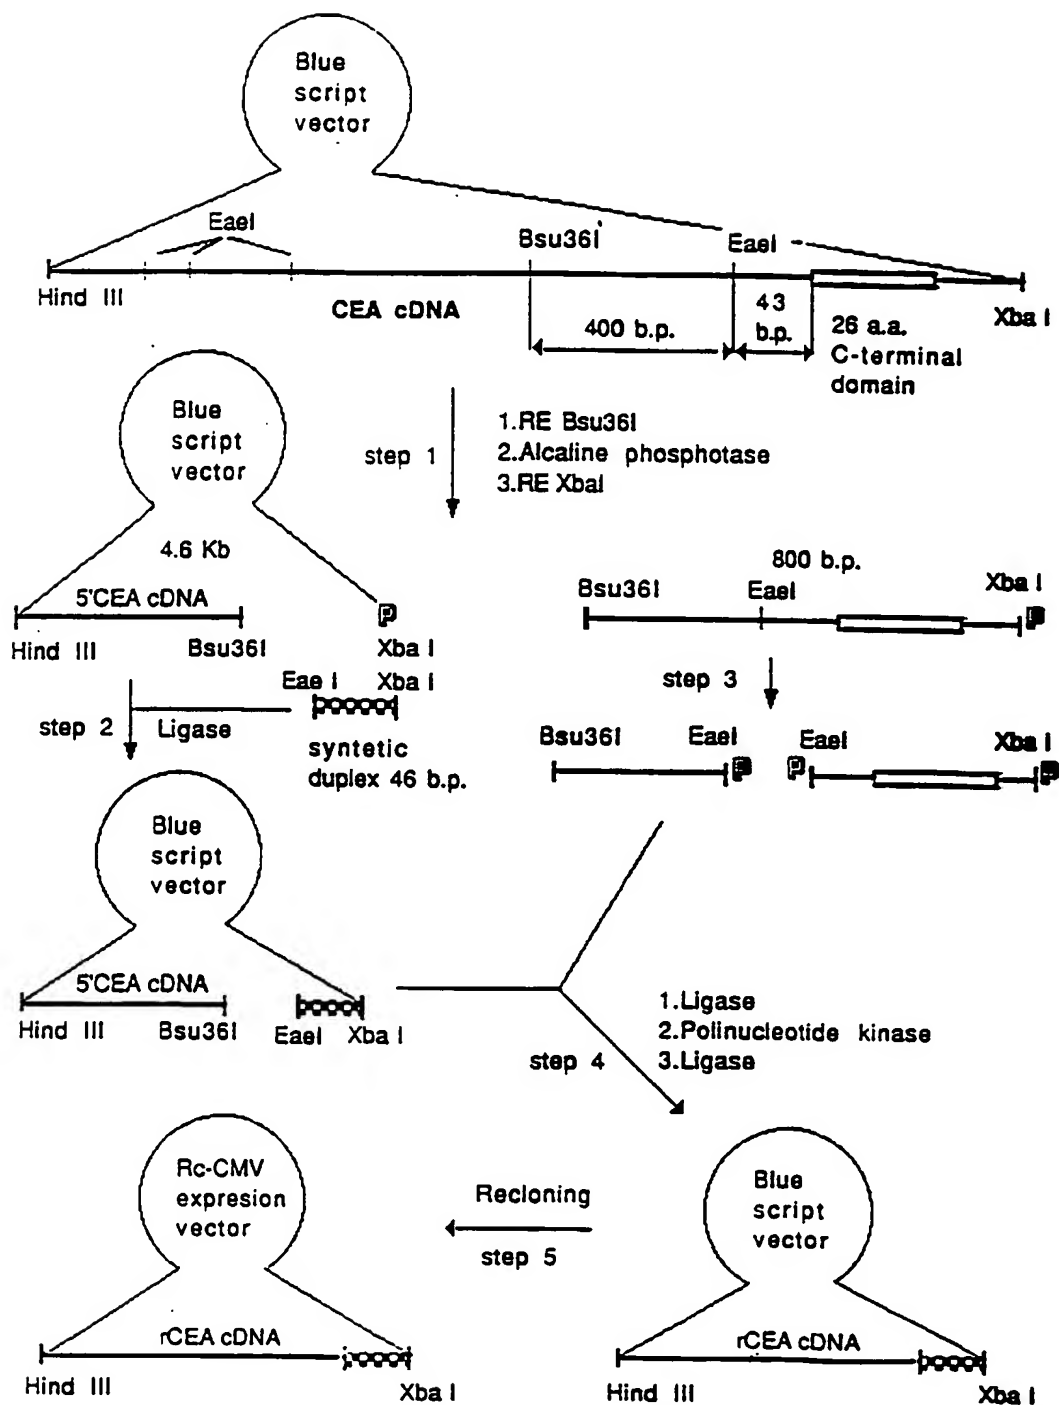 Blue
script
vector
EaeI
Bsu36I
EaeI
Hind III
CEA cDNA
400 b.p.
43
b.p.
26 a.a.
C-terminal
domain
Xba I
Blue
script
vector
step 1
1.RE Bsu36I
2.Alcaline phosphotase
3.RE XbaI
4.6 Kb
5'CEA cDNA
P
Hind III
Bsu36I
Xba I
800 b.p.
Bsu36I
EaeI
Xba I
P
step 2
Ligase
Eae I
Xba I
syntetic
duplex 46 b.p.
step 3
Bsu36I
EaeI
P
P
EaeI
Xba I
P
Blue
script
vector
5'CEA cDNA
Hind III
Bsu36I
EaeI
Xba I
step 4
1.Ligase
2.Polinucleotide kinase
3.Ligase
Rc-CMV
expresion
vector
Recloning
step 5
Blue
script
vector
rCEA cDNA
Hind III
Xba I
rCEA cDNA
Hind III
Xba I